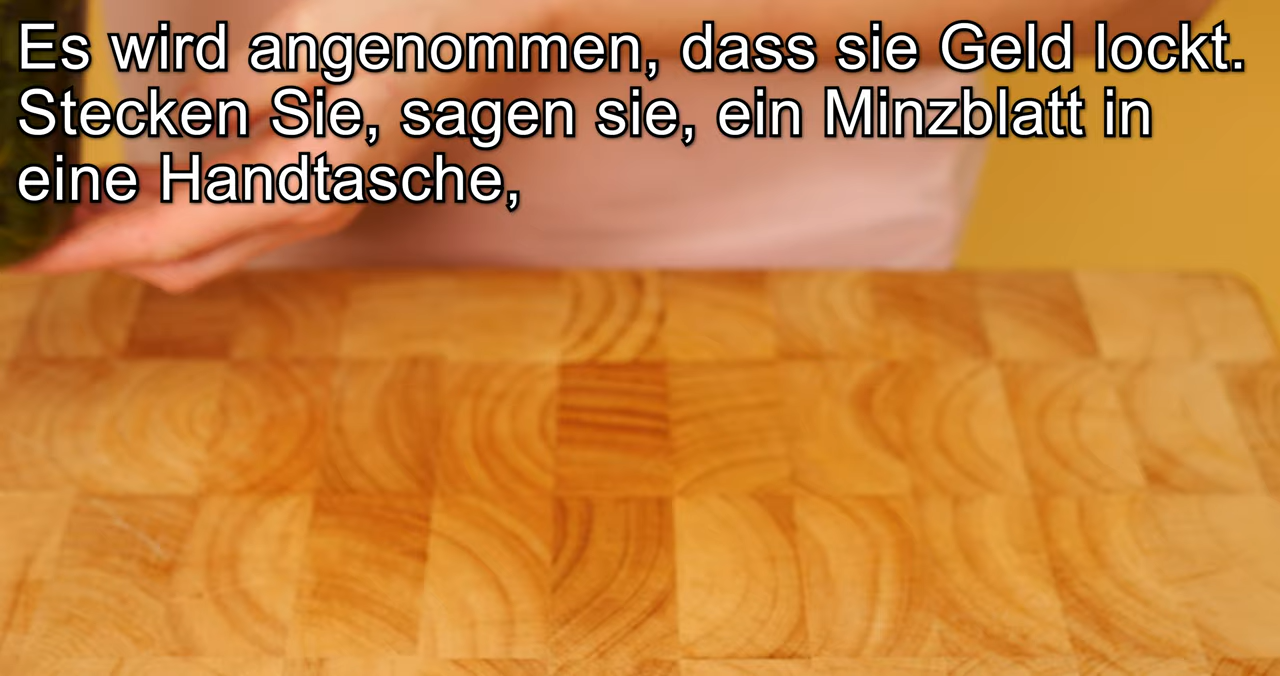 Es wird angenommen, dass sie Geld lockt.
Stecken Sie, sagen sie, ein Minzblatt in
eine Handtasche,